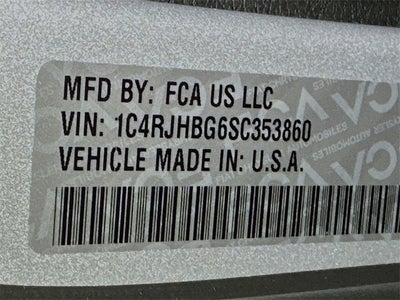 MFD BY: FCA US LLC
VIN: 1C4RJHBG6SC353860
VEHICLE MADE IN: U.S.A.